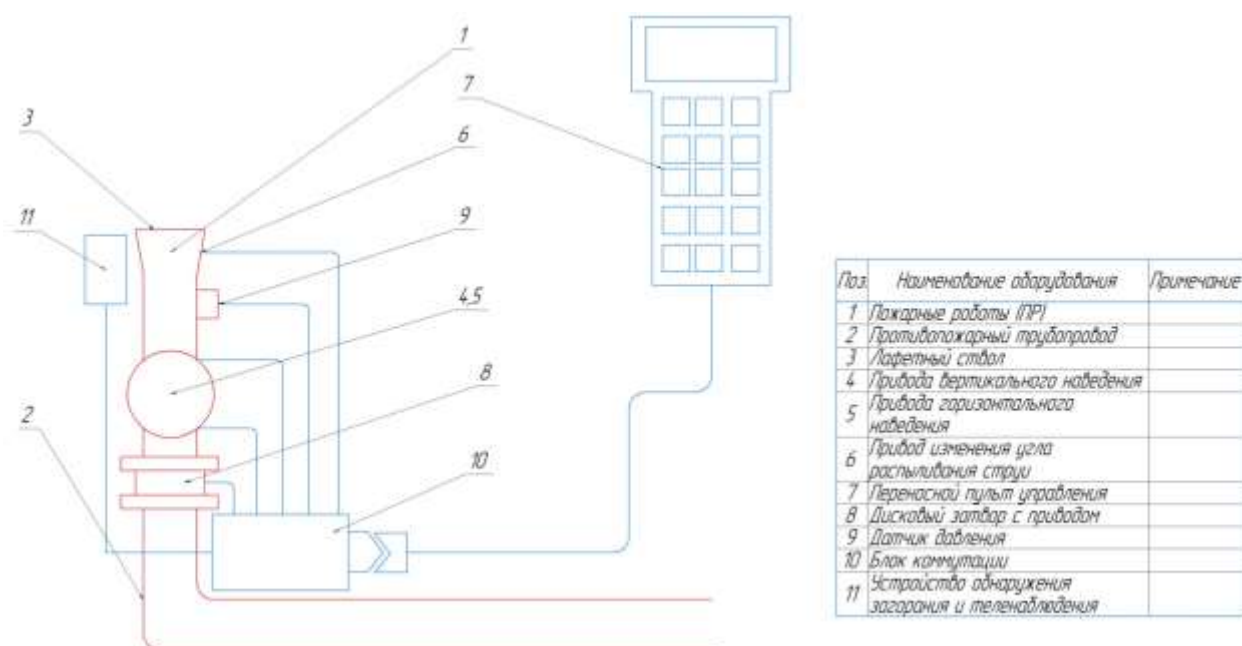 1
7
3
6
11
9
4,5
8
2
10
Поз. Наименование оборудования Примечание
1 Пожарные роботы (ПР)
2 Противопожарный трубопровод
3 Лафетный ствол
4 Привода вертикального наведения
5 Привода горизонтального
наведения
6 Привод изменения угла
распыливания струи
7 Переносной пульт управления
8 Дисковый затвор с приводом
9 Датчик давления
10 Блок коммутации
11 Устройство обнаружения
загорания и теленаблюдения